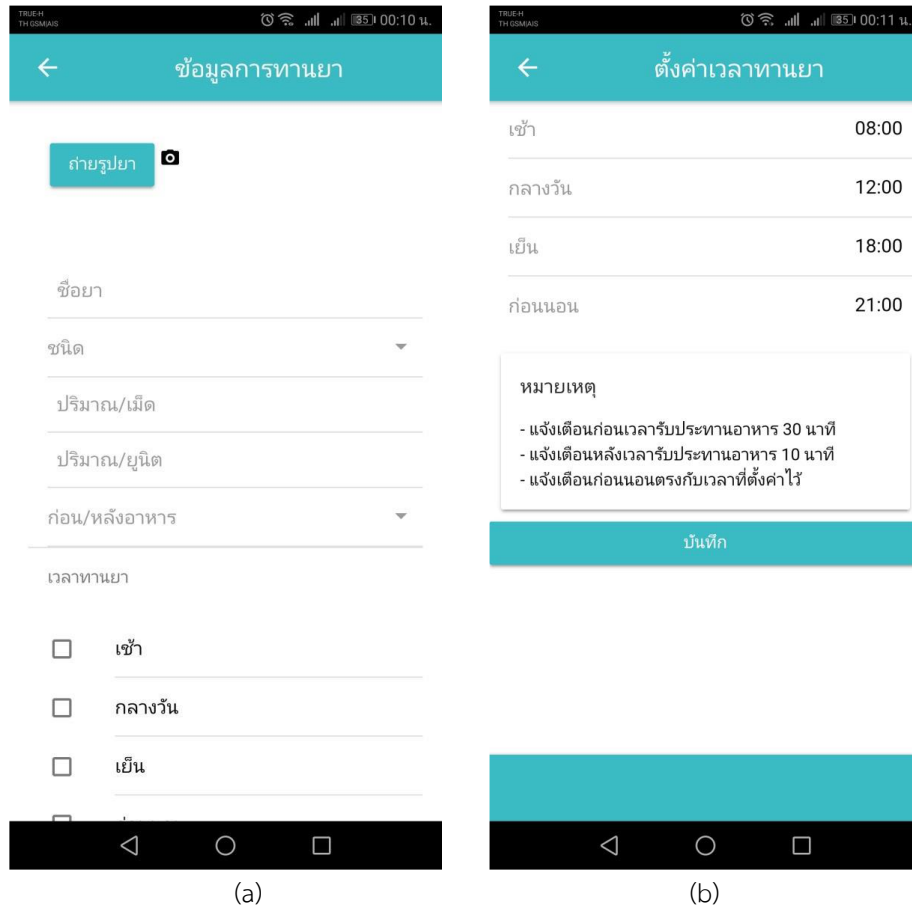 TRUE-H
TH GSM|AIS
35 00:10 น.
ข้อมูลการทานยา
ถ่ายรูปยา
ชื่อยา
ชนิด
ปริมาณ/เม็ด
ปริมาณ/ยูนิต
ก่อน/หลังอาหาร
เวลาทานยา
เช้า
กลางวัน
เย็น
(a)
TRUE-H
TH GSM|AIS
35 00:11 น.
ตั้งค่าเวลาทานยา
เช้า 08:00
กลางวัน 12:00
เย็น 18:00
ก่อนนอน 21:00
หมายเหตุ
- แจ้งเตือนก่อนเวลารับประทานอาหาร 30 นาที
- แจ้งเตือนหลังเวลารับประทานอาหาร 10 นาที
- แจ้งเตือนก่อนนอนตรงกับเวลาที่ตั้งค่าไว้
บันทึก
(b)